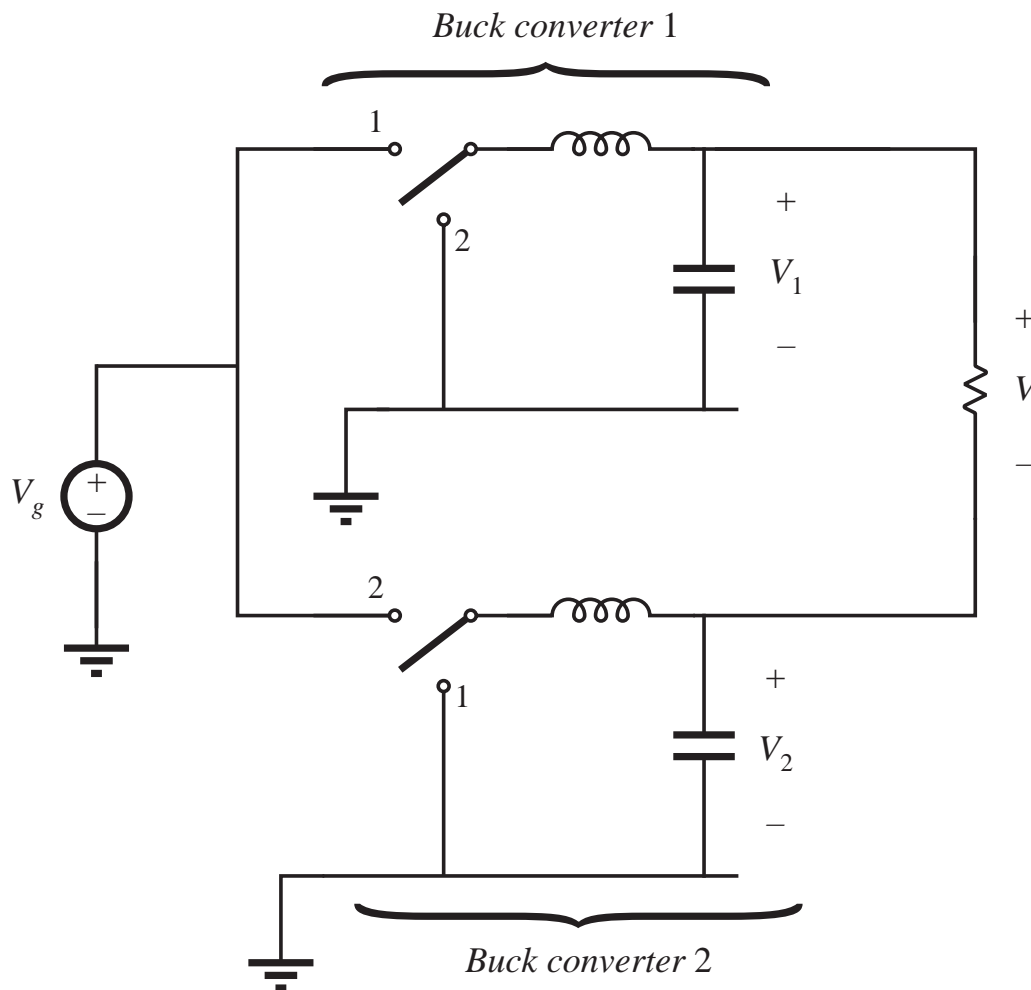 Buck converter 1
1
2
+
V1
–
+
V
–
Vg
+
–
2
1
+
V2
–
Buck converter 2